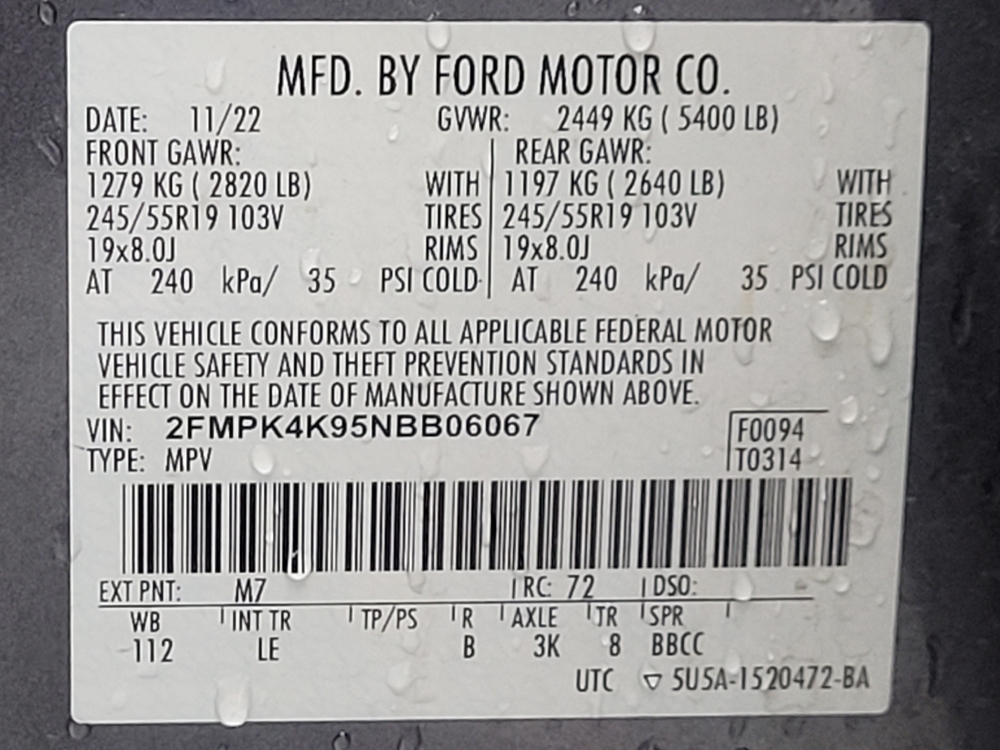 MFD. BY FORD MOTOR CO.
DATE: 11/22 GVWR: 2449 KG ( 5400 LB)
FRONT GAWR: REAR GAWR:
1279 KG ( 2820 LB) WITH 1197 KG ( 2640 LB) WITH
245/55R19 103V TIRES 245/55R19 103V TIRES
19x8.0J RIMS 19x8.0J RIMS
AT 240 kPa/ 35 PSI COLD AT 240 kPa/ 35 PSI COLD
THIS VEHICLE CONFORMS TO ALL APPLICABLE FEDERAL MOTOR
VEHICLE SAFETY AND THEFT PREVENTION STANDARDS IN
EFFECT ON THE DATE OF MANUFACTURE SHOWN ABOVE.
VIN: 2FMPK4K95NBB06067 F0094
TYPE: MPV T0314
EXT PNT: M7 RC: 72 DSO:
WB INT TR TP/PS R AXLE TR SPR
112 LE B 3K 8 BBCC
UTC ▽ 5U5A-1520472-BA